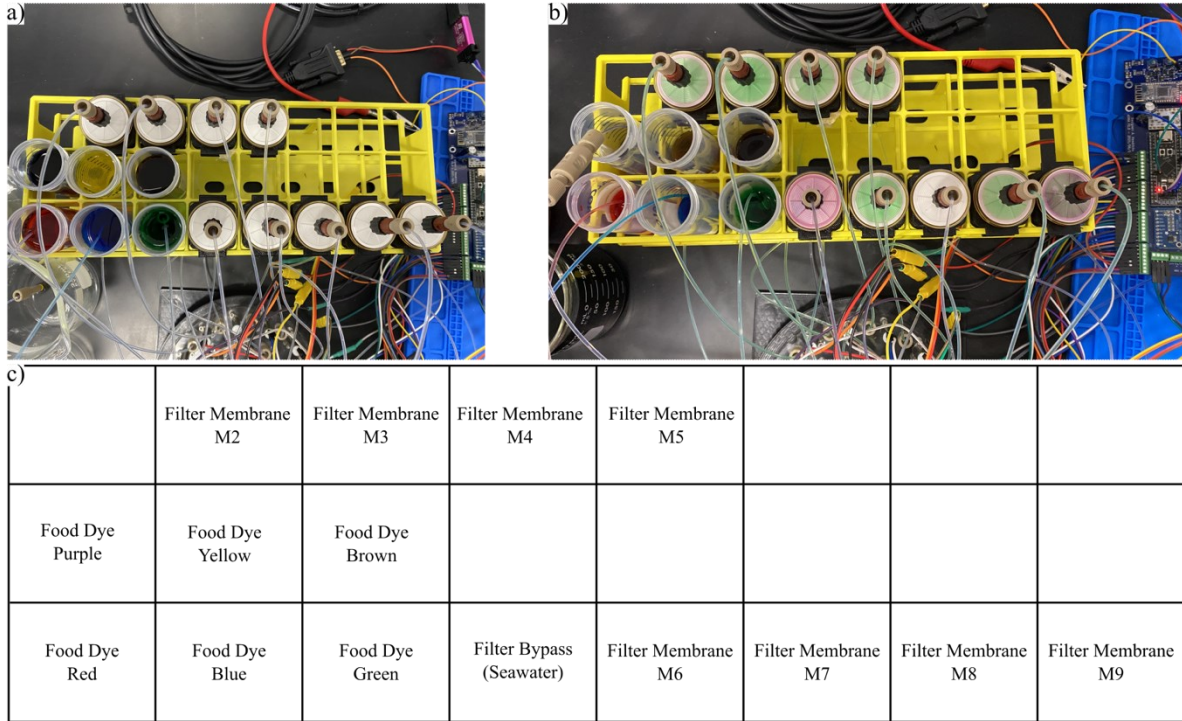 a)
b)
c)
Filter Membrane
M2
Filter Membrane
M3
Filter Membrane
M4
Filter Membrane
M5
Food Dye
Purple
Food Dye
Yellow
Food Dye
Brown
Food Dye
Red
Food Dye
Blue
Food Dye
Green
Filter Bypass
(Seawater)
Filter Membrane
M6
Filter Membrane
M7
Filter Membrane
M8
Filter Membrane
M9